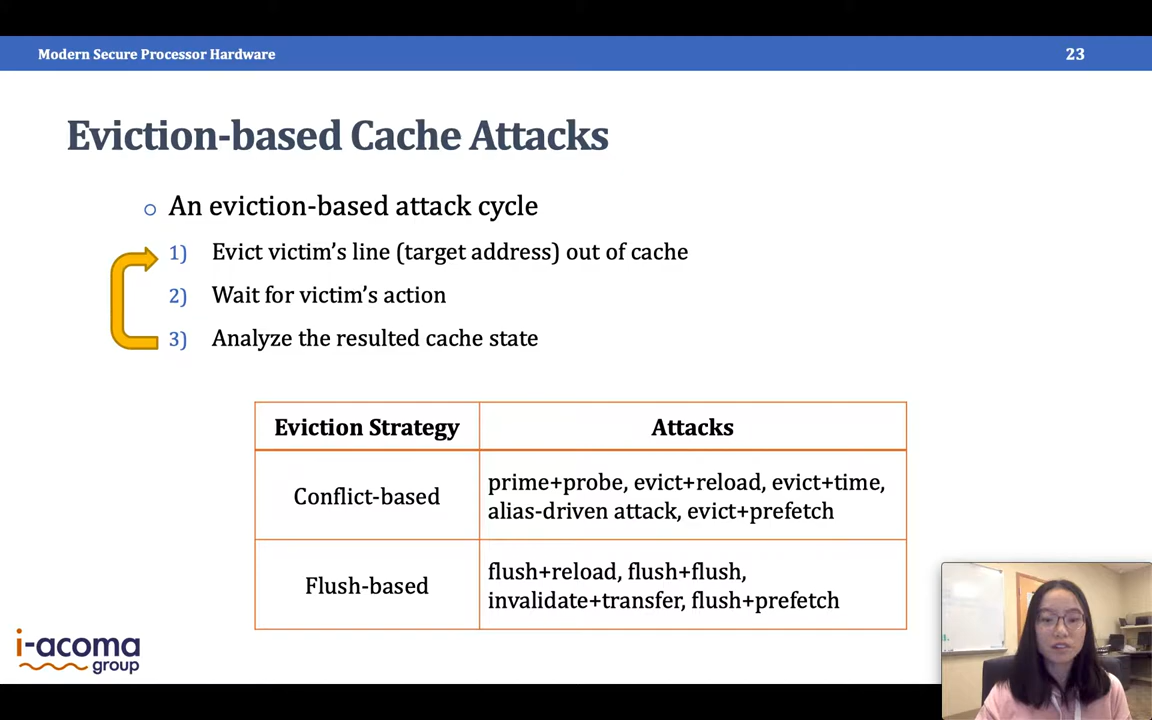 Modern Secure Processor Hardware
23
Eviction-based Cache Attacks
An eviction-based attack cycle
1) Evict victim's line (target address) out of cache
2) Wait for victim's action
3) Analyze the resulted cache state
Eviction Strategy
Attacks
Conflict-based
prime+probe, evict+reload, evict+time,
alias-driven attack, evict+prefetch
Flush-based
flush+reload, flush+flush,
invalidate+transfer, flush+prefetch
i-acoma
group